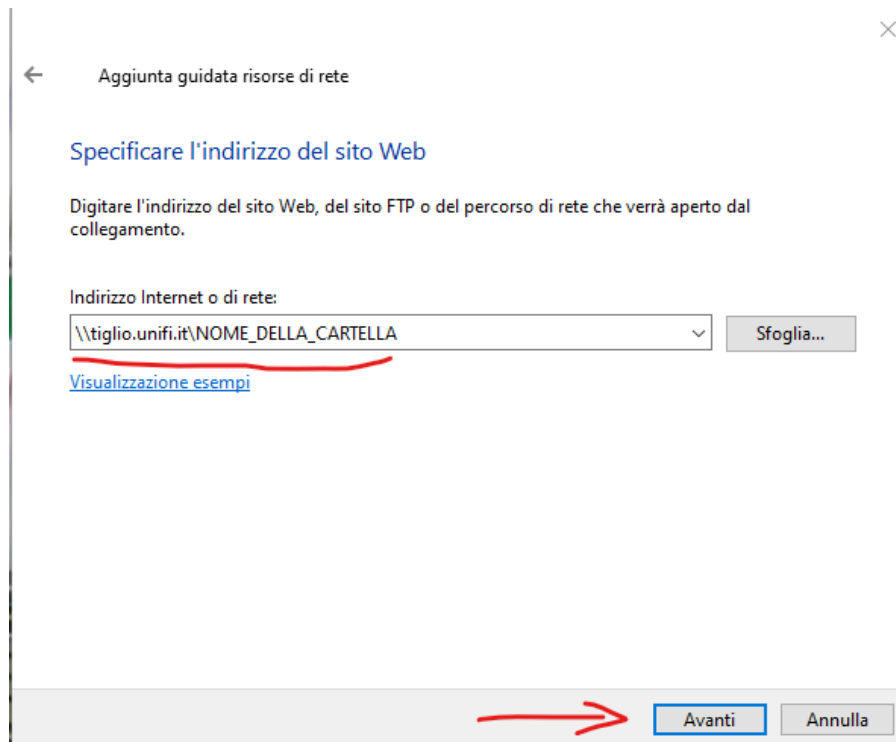 Aggiunta guidata risorse di rete
Specificare l'indirizzo del sito Web
Digitare l'indirizzo del sito Web, del sito FTP o del percorso di rete che verrà aperto dal
collegamento.
Indirizzo Internet o di rete:
\\tiglio.unifi.it\NOME_DELLA_CARTELLA
Sfoglia...
Visualizzazione esempi
Avanti
Annulla